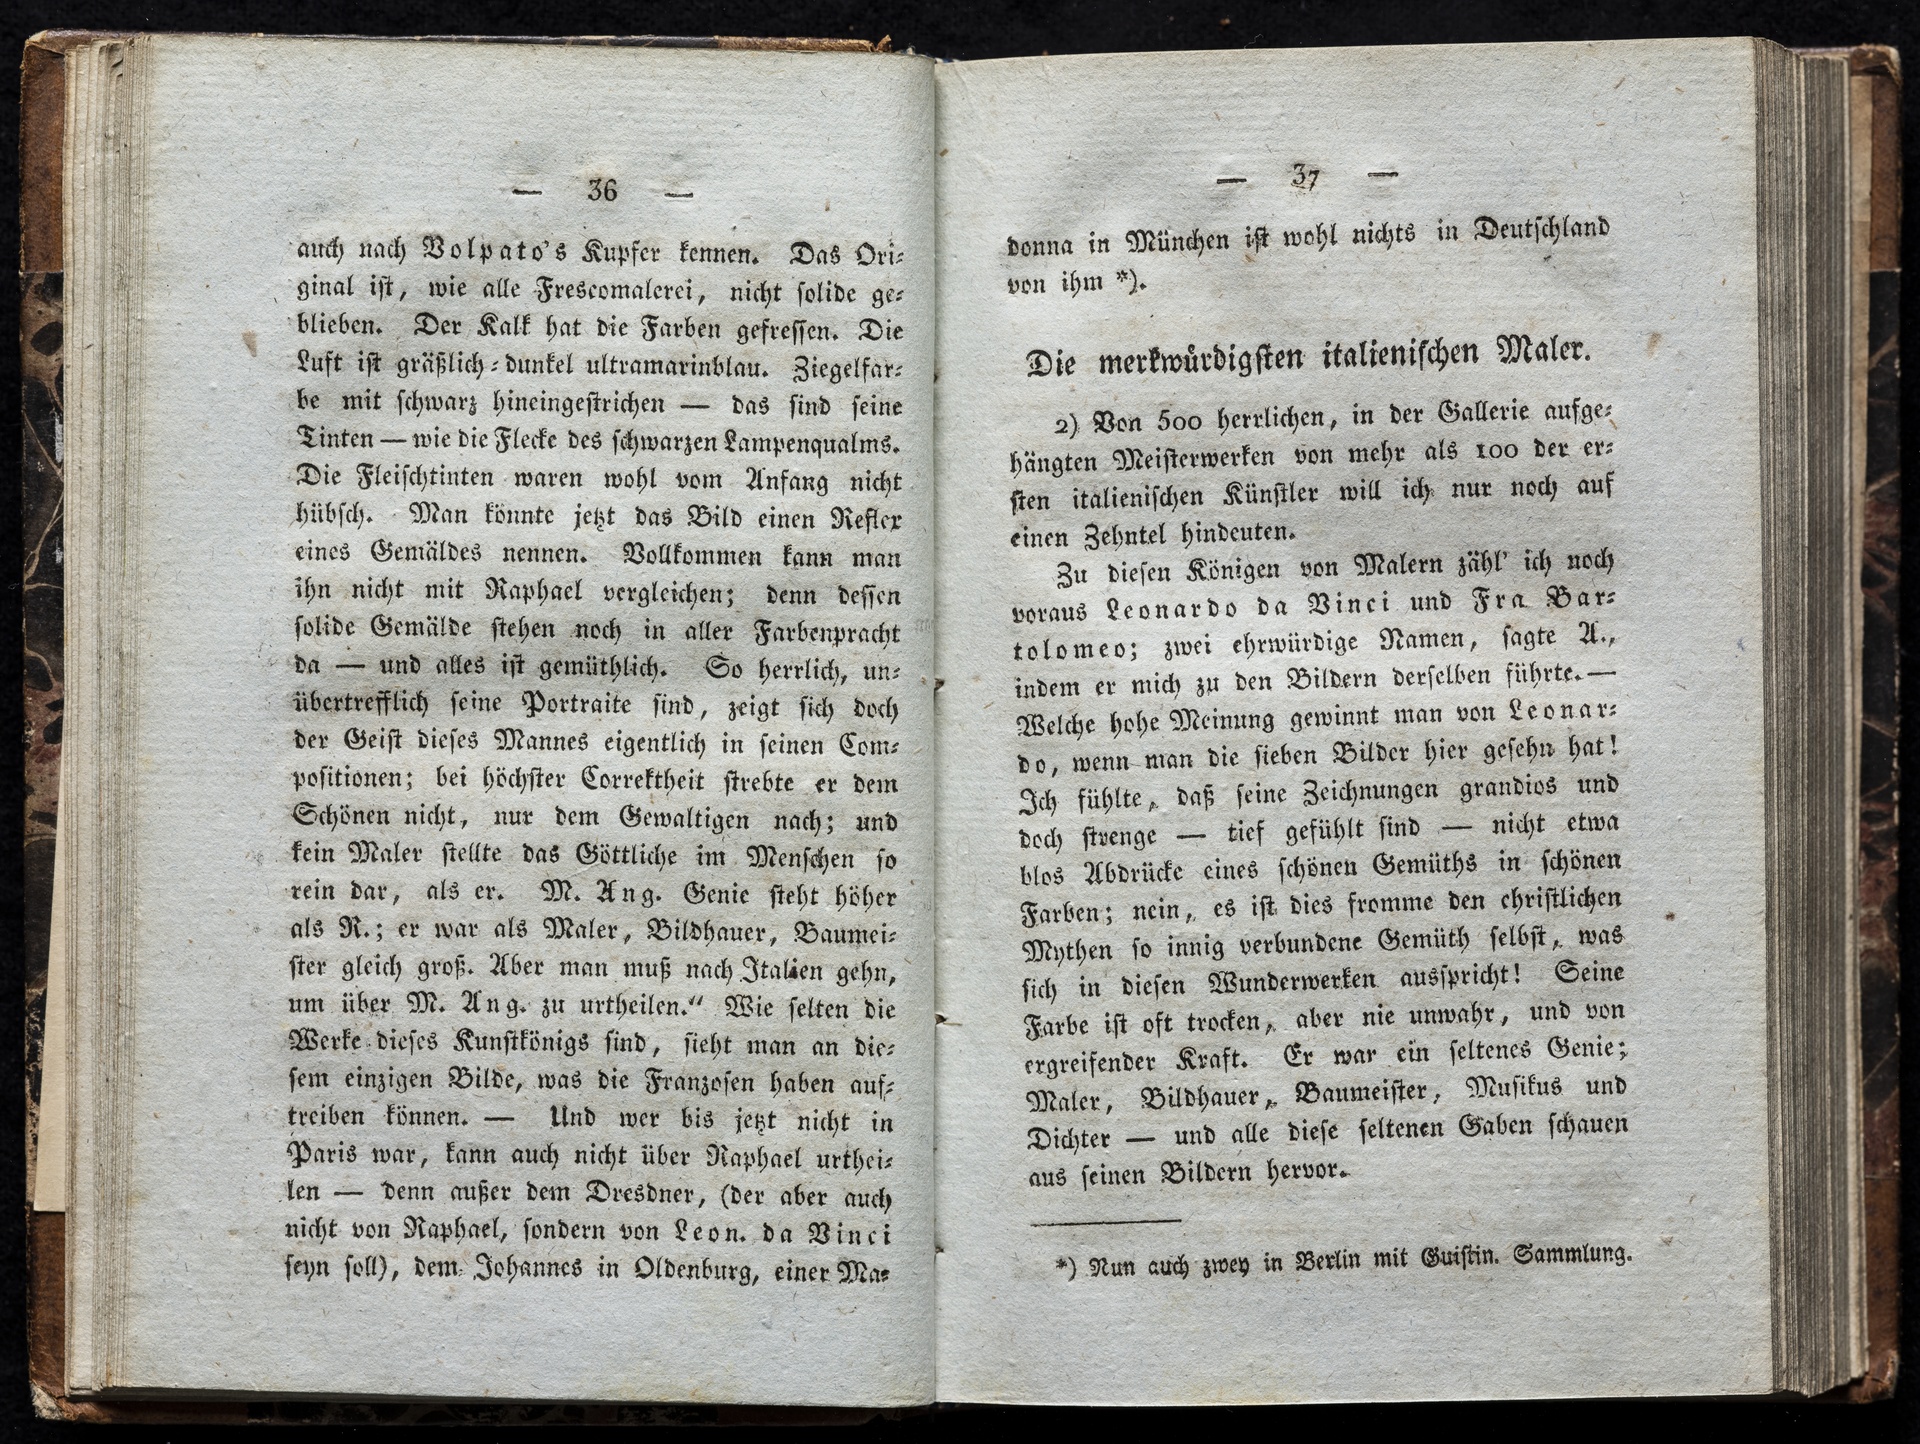 — 36 —
auch nach Volpato's Kupfer kennen. Das Ori⸗
ginal iſt, wie alle Frescomalerei, nicht ſolide ge⸗
blieben. Der Kalk hat die Farben gefreſſen. Die
Luft iſt gräßlich⸗dunkel ultramarinblau. Ziegelfar⸗
be mit ſchwarz hineingeſtrichen — das ſind ſeine
Tinten — wie die Flecke des ſchwarzen Lampenqualms.
Die Fleiſchtinten waren wohl vom Anfang nicht
hübſch. Man könnte jetzt das Bild einen Reflex
eines Gemäldes nennen. Vollkommen kann man
ihn nicht mit Raphael vergleichen; denn deſſen
ſolide Gemälde ſtehen noch in aller Farbenpracht
da — und alles iſt gemüthlich. So herrlich, un⸗
übertrefflich ſeine Portraite ſind, zeigt ſich doch
der Geiſt dieſes Mannes eigentlich in ſeinen Com⸗
poſitionen; bei höchſter Correktheit ſtrebte er dem
Schönen nicht, nur dem Gewaltigen nach; und
kein Maler ſtellte das Göttliche im Menſchen ſo
rein dar, als er. M. Ang. Genie ſteht höher
als R.; er war als Maler, Bildhauer, Baumei⸗
ſter gleich groß. Aber man muß nach Italien gehn,
um über M. Ang. zu urtheilen.“ Wie ſelten die
Werke dieſes Kunſtkönigs ſind, ſieht man an die⸗
ſem einzigen Bilde, was die Franzoſen haben auf⸗
treiben können. — Und wer bis jetzt nicht in
Paris war, kann auch nicht über Raphael urthei⸗
len — denn außer dem Dresdner, (der aber auch
nicht von Raphael, ſondern von Leon. da Vinci
ſeyn ſoll), dem Johannes in Oldenburg, einer Ma⸗
— 37 —
donna in München iſt wohl nichts in Deutſchland
von ihm *).
Die merkwürdigſten italieniſchen Maler.
2) Von 500 herrlichen, in der Gallerie aufge⸗
hängten Meiſterwerken von mehr als 100 der er⸗
ſten italieniſchen Künſtler will ich nur noch auf
einen Zehntel hindeuten.
Zu dieſen Königen von Malern zähl' ich noch
voraus Leonardo da Vinci und Fra Bar⸗
tolomeo; zwei ehrwürdige Namen, ſagte A.,
indem er mich zu den Bildern derſelben führte. —
Welche hohe Meinung gewinnt man von Leonar⸗
do, wenn man die ſieben Bilder hier geſehn hat!
Ich fühlte, daß ſeine Zeichnungen grandios und
doch ſtrenge — tief gefühlt ſind — nicht etwa
blos Abdrücke eines ſchönen Gemüths in ſchönen
Farben; nein, es iſt dies fromme den chriſtlichen
Mythen ſo innig verbundene Gemüth ſelbſt, was
ſich in dieſen Wunderwerken ausſpricht! Seine
Farbe iſt oft trocken, aber nie unwahr, und von
ergreifender Kraft. Er war ein ſeltenes Genie;
Maler, Bildhauer, Baumeiſter, Muſikus und
Dichter — und alle dieſe ſeltenen Gaben ſchauen
aus ſeinen Bildern hervor.
*) Nun auch zwey in Berlin mit Guiſtin. Sammlung.